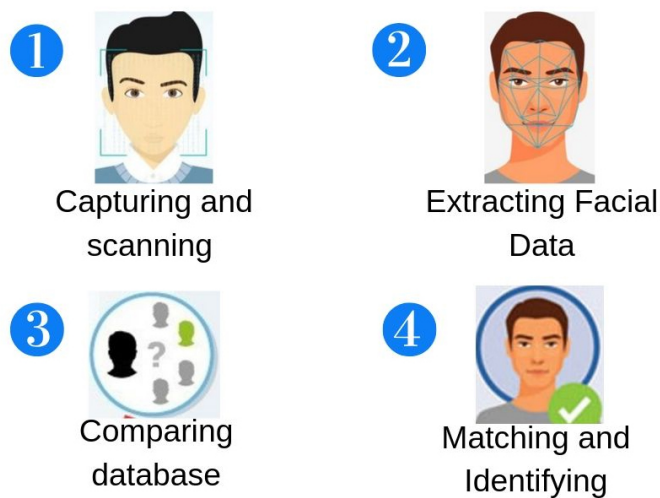 1
Capturing and
scanning
2
Extracting Facial
Data
3
?
Comparing
database
4
Matching and
Identifying